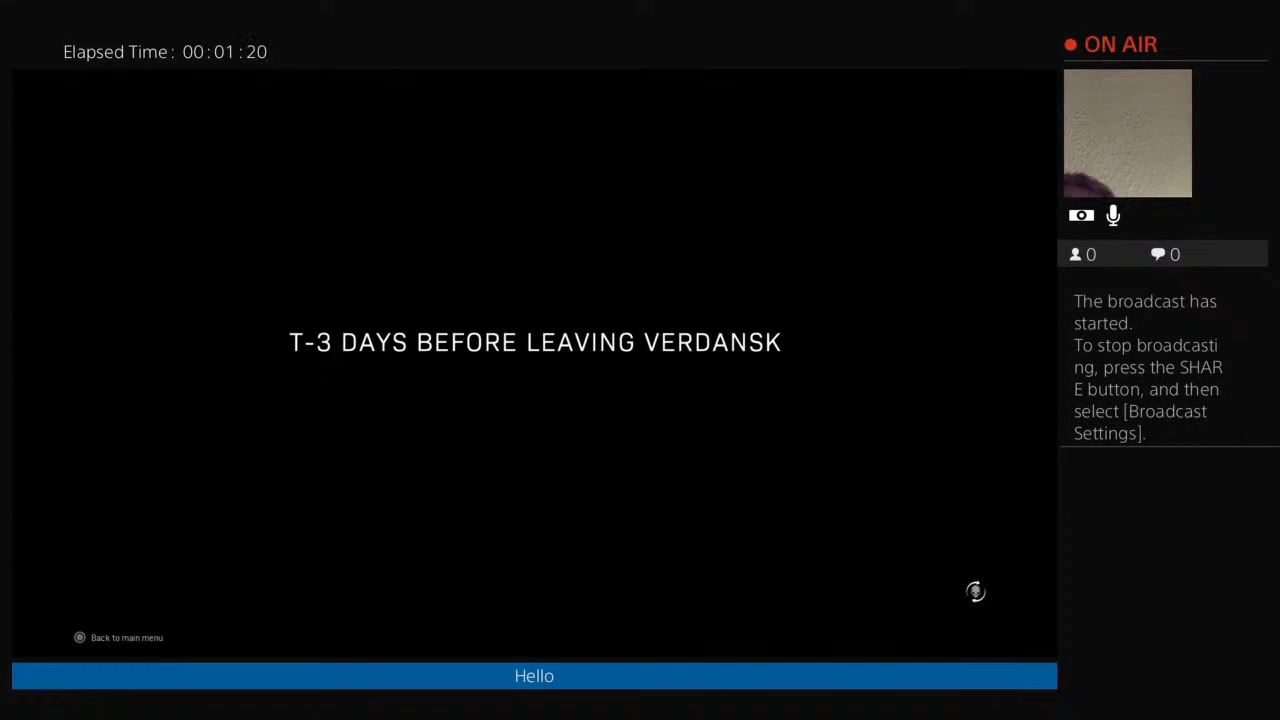 Elapsed Time: 00:01:20
ON AIR
0 0
T-3 DAYS BEFORE LEAVING VERDANSK
The broadcast has
started.
To stop broadcasti
ng, press the SHAR
E button, and then
select [Broadcast
Settings].
Back to main menu
Hello